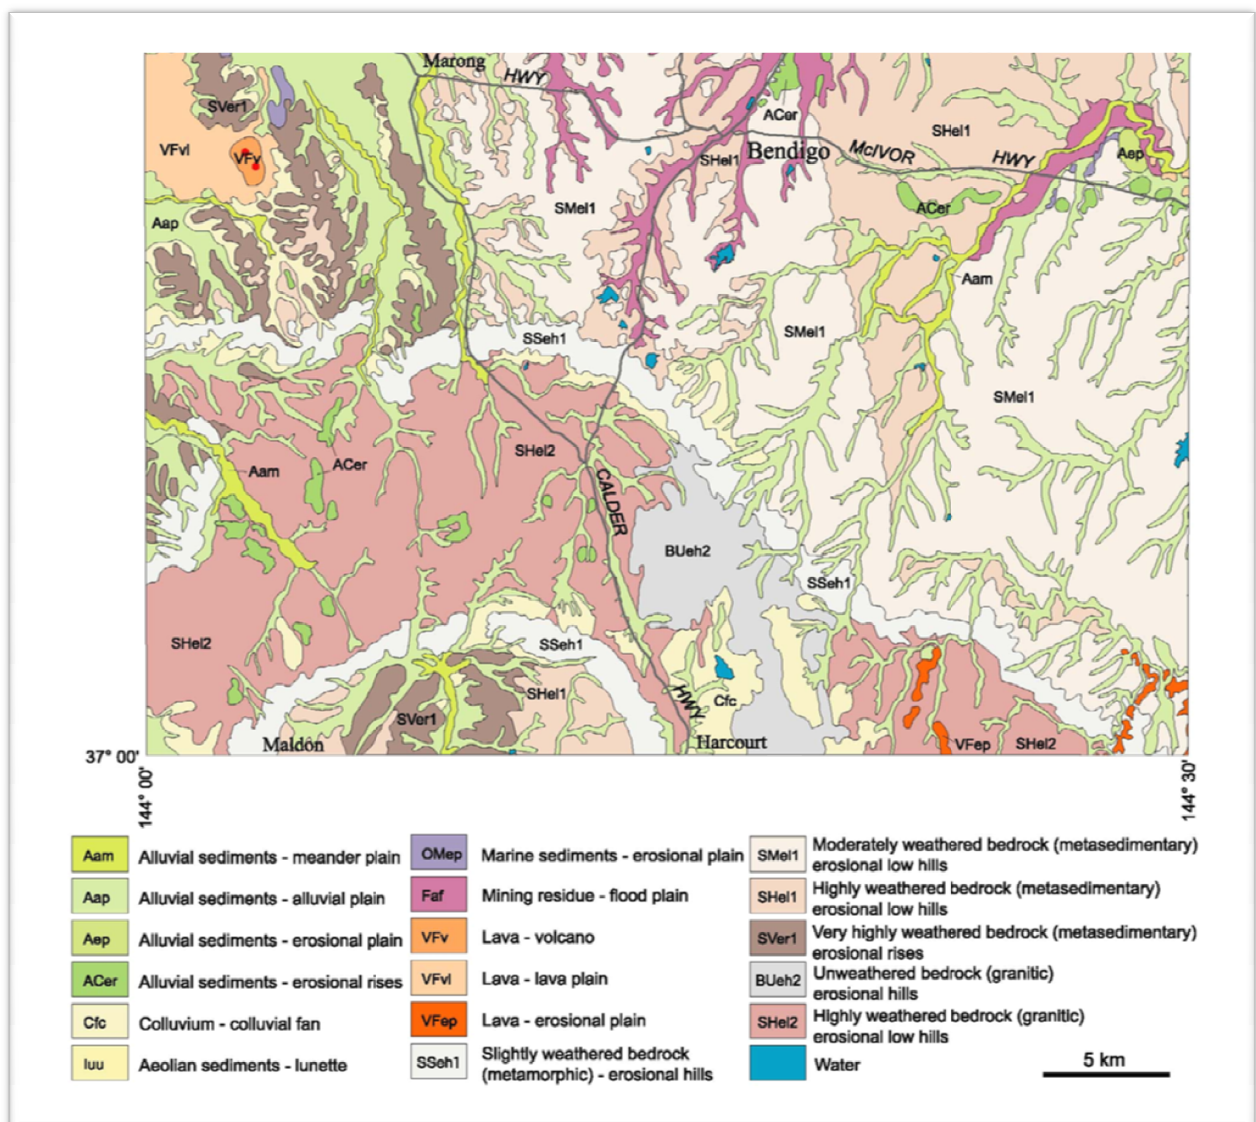 Marong
HWY
SVer1
ACer
SHel1
VFvl
VFv
SHel1
Bendigo
McIVOR
HWY
Aep
SMel1
ACer
Aap
Aam
SSeh1
SMel1
SMel1
SHel2
Aam
ACer
CALDER
BUeh2
SSeh1
SHel2
SSeh1
SHel1
HWY
Cfc
SVer1
Maldon
Harcourt
VFep
SHel2
37° 00'
144° 00'
144° 30'
Aam Alluvial sediments - meander plain
Aap Alluvial sediments - alluvial plain
Aep Alluvial sediments - erosional plain
ACer Alluvial sediments - erosional rises
Cfc Colluvium - colluvial fan
Iuu Aeolian sediments - lunette
OMep Marine sediments - erosional plain
Faf Mining residue - flood plain
VFv Lava - volcano
VFvl Lava - lava plain
VFep Lava - erosional plain
SSeh1 Slightly weathered bedrock
(metamorphic) - erosional hills
SMel1 Moderately weathered bedrock (metasedimentary)
erosional low hills
SHel1 Highly weathered bedrock (metasedimentary)
erosional low hills
SVer1 Very highly weathered bedrock (metasedimentary)
erosional rises
BUeh2 Unweathered bedrock (granitic)
erosional hills
SHel2 Highly weathered bedrock (granitic)
erosional low hills
Water
5 km